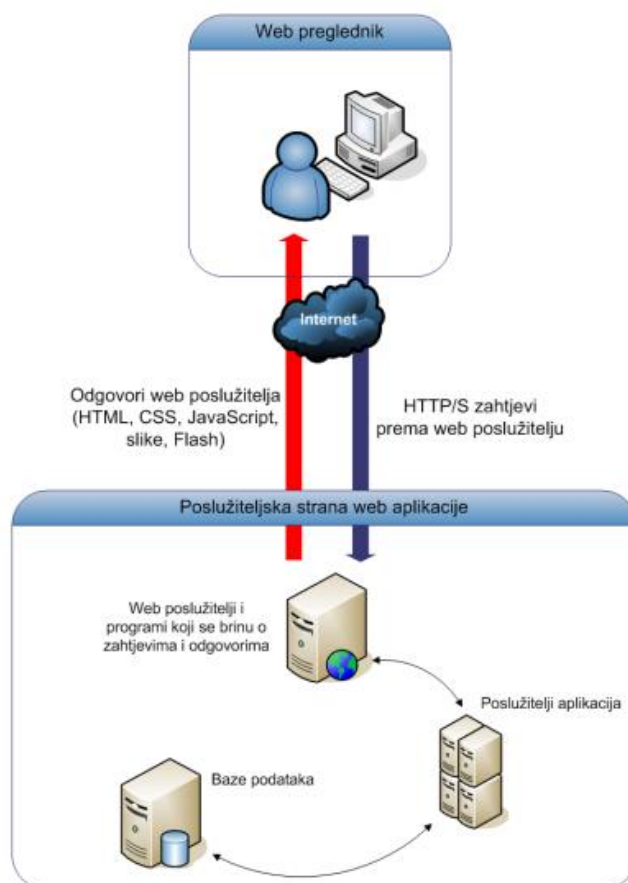 Web preglednik
Internet
Odgovori web poslužitelja
(HTML, CSS, JavaScript,
slike, Flash)
HTTP/S zahtjevi
prema web poslužitelju
Poslužiteljska strana web aplikacije
Web poslužitelji i
programi koji se brinu o
zahtjevima i odgovorima
Poslužitelji aplikacija
Baze podataka